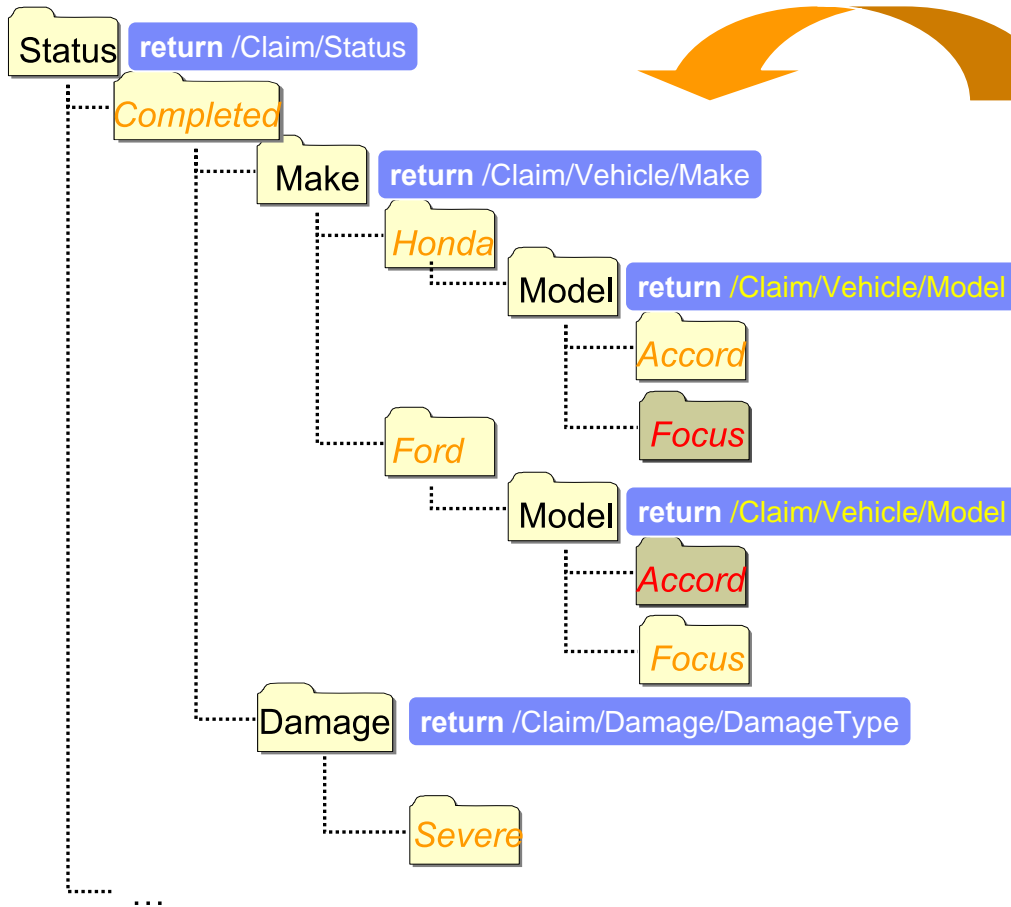 Status return /Claim/Status
Completed
Make return /Claim/Vehicle/Make
Honda
Model return /Claim/Vehicle/Model
Accord
Focus
Ford
Model return /Claim/Vehicle/Model
Accord
Focus
Damage return /Claim/Damage/DamageType
Severe
...